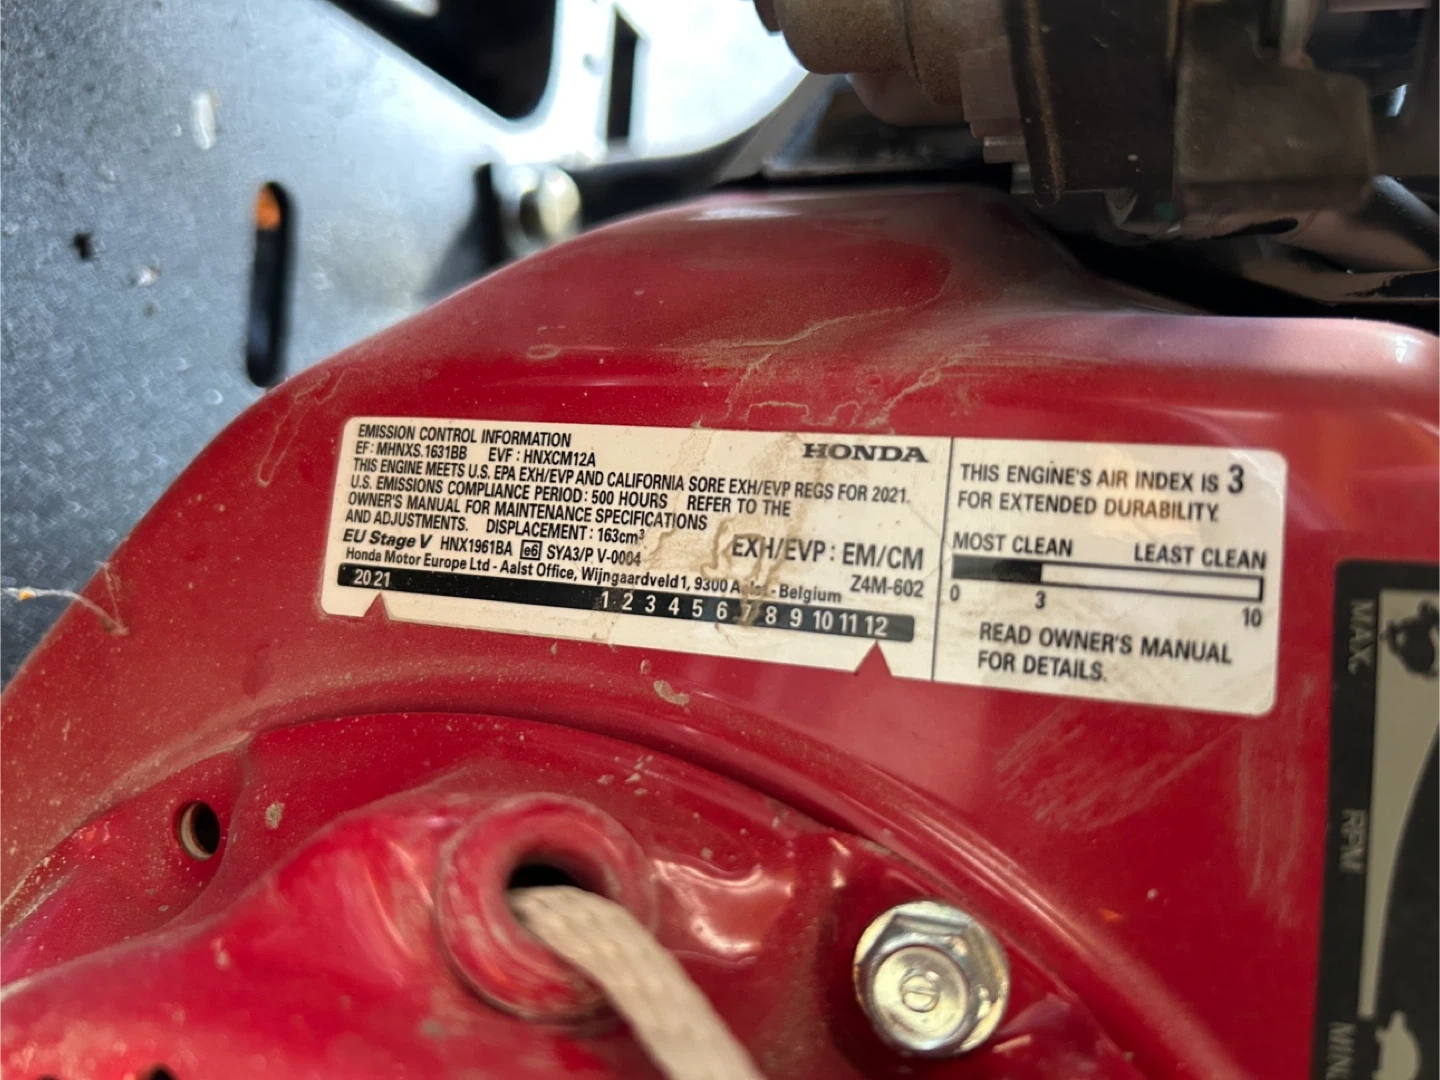 EMISSION CONTROL INFORMATION
EF: MHNXS.1631BB EVF: HNXCM12A
HONDA
THIS ENGINE MEETS U.S. EPA EXH/EVP AND CALIFORNIA SORE EXH/EVP REGS FOR 2021.
U.S. EMISSIONS COMPLIANCE PERIOD: 500 HOURS REFER TO THE
OWNER'S MANUAL FOR MAINTENANCE SPECIFICATIONS
AND ADJUSTMENTS. DISPLACEMENT: 163cm³
EXH/EVP: EM/CM
EU Stage V HNX1961BA e6 SYA3/P V-0004
Z4M-602
Honda Motor Europe Ltd - Aalst Office, Wijngaardveld1, 9300 Aalst - Belgium
2021 1 2 3 4 5 6 7 8 9 10 11 12
THIS ENGINE'S AIR INDEX IS 3
FOR EXTENDED DURABILITY.
MOST CLEAN LEAST CLEAN
0 3 10
READ OWNER'S MANUAL
FOR DETAILS.
MAX.
RPM
MIN.